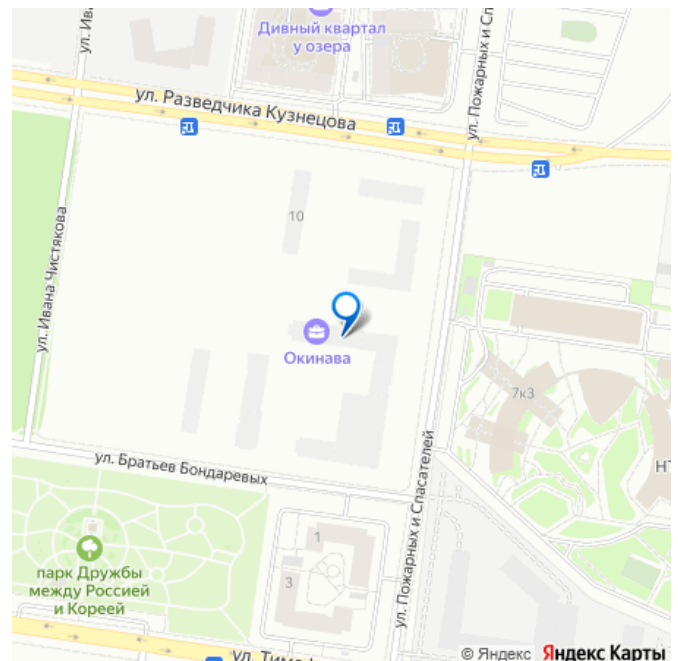 Дивный квартал
у озера
ул. Ива
ул. Пожарных и Сп
ул. Разведчика Кузнецова
10
ул. Ивана Чистякова
Окинава
7к3
НТ
ул. Братьев Бондаревых
ул. Пожарных и Спасателей
1
3
парк Дружбы
между Россией
и Кореей
ул. Тим
© Яндекс Яндекс Карты